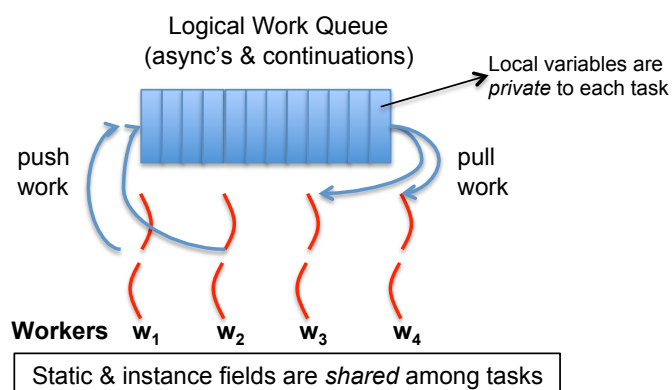 Logical Work Queue
(async's & continuations)
Local variables are
private to each task
push
work
pull
work
Workers w1 w2 w3 w4
Static & instance fields are shared among tasks